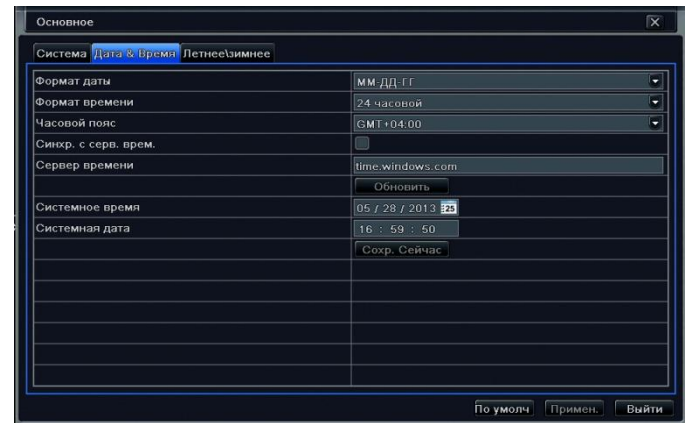 Основное
Система Дата & Время Летнее\зимнее
Формат даты ММ-ДД-ГГ
Формат времени 24 часовой
Часовой пояс GMT+04:00
Синхр. с серв. врем.
Сервер времени time.windows.com
Обновить
Системное время 05 / 28 / 2013 25
Системная дата 16 : 59 : 50
Сохр. Сейчас
По умолч Примен. Выйти